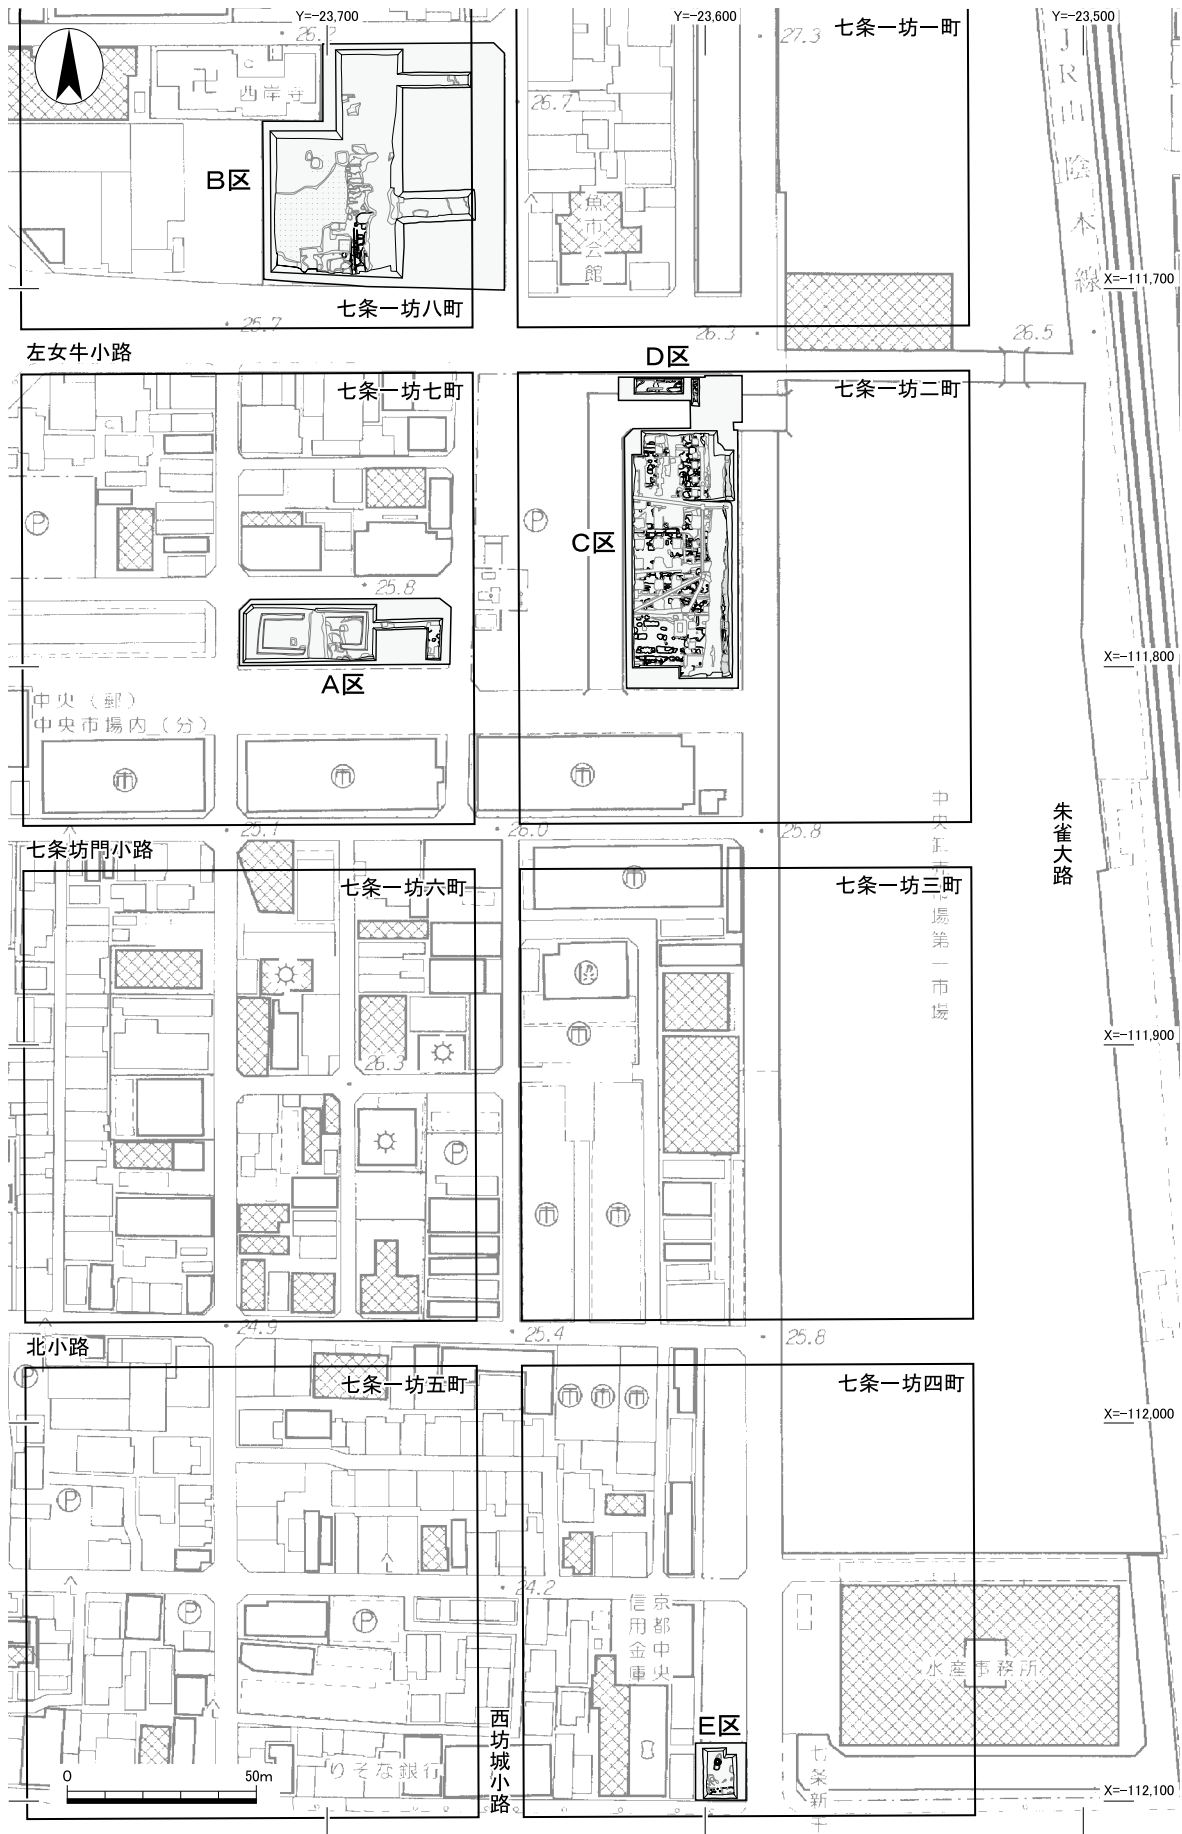 Y=-23,700
Y=-23,600
Y=-23,500
26.2
27.3
七条一坊一町
JR山陰本線
卍
西岸寺
26.7
B区
魚市会館
X=-111,700
七条一坊八町
26.7
26.3
26.5
左女牛小路
D区
七条一坊七町
七条一坊二町
P
P
C区
25.8
X=-111,800
A区
中央（郵）
中央市場内（分）
25.1
26.0
25.8
七条坊門小路
中央卸売市場第一市場
朱雀大路
七条一坊六町
七条一坊三町
26.3
X=-111,900
P
24.9
25.4
25.8
北小路
P
七条一坊五町
七条一坊四町
X=-112,000
P
24.2
P
P
京都中央
信用金庫
水産事務所
西坊城小路
E区
りそな銀行
七条新千
0
50m
X=-112,100